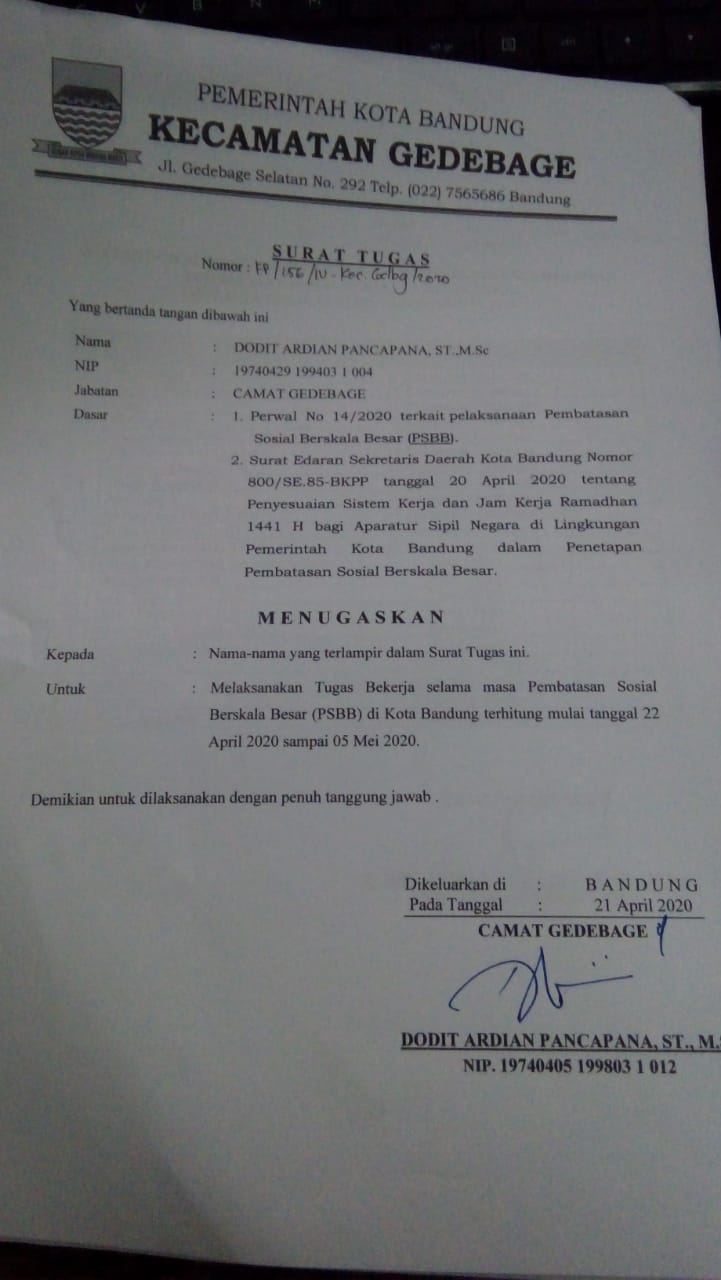 PEMERINTAH KOTA BANDUNG
KECAMATAN GEDEBAGE
Jl. Gedebage Selatan No. 292 Telp. (022) 7565686 Bandung
SURAT TUGAS
Nomor : KP/156/IV-Kec. Gdbg/2020
Yang bertanda tangan dibawah ini
Nama : DODIT ARDIAN PANCAPANA, ST.,M.Sc
NIP : 19740429 199403 1 004
Jabatan : CAMAT GEDEBAGE
Dasar : 1. Perwal No 14/2020 terkait pelaksanaan Pembatasan
Sosial Berskala Besar (PSBB).
2. Surat Edaran Sekretaris Daerah Kota Bandung Nomor
800/SE.85-BKPP tanggal 20 April 2020 tentang
Penyesuaian Sistem Kerja dan Jam Kerja Ramadhan
1441 H bagi Aparatur Sipil Negara di Lingkungan
Pemerintah Kota Bandung dalam Penetapan
Pembatasan Sosial Berskala Besar.
MENUGASKAN
Kepada : Nama-nama yang terlampir dalam Surat Tugas ini.
Untuk : Melaksanakan Tugas Bekerja selama masa Pembatasan Sosial
Berskala Besar (PSBB) di Kota Bandung terhitung mulai tanggal 22
April 2020 sampai 05 Mei 2020.
Demikian untuk dilaksanakan dengan penuh tanggung jawab .
Dikeluarkan di : BANDUNG
Pada Tanggal : 21 April 2020
CAMAT GEDEBAGE
DODIT ARDIAN PANCAPANA, ST., M.
NIP. 19740405 199803 1 012